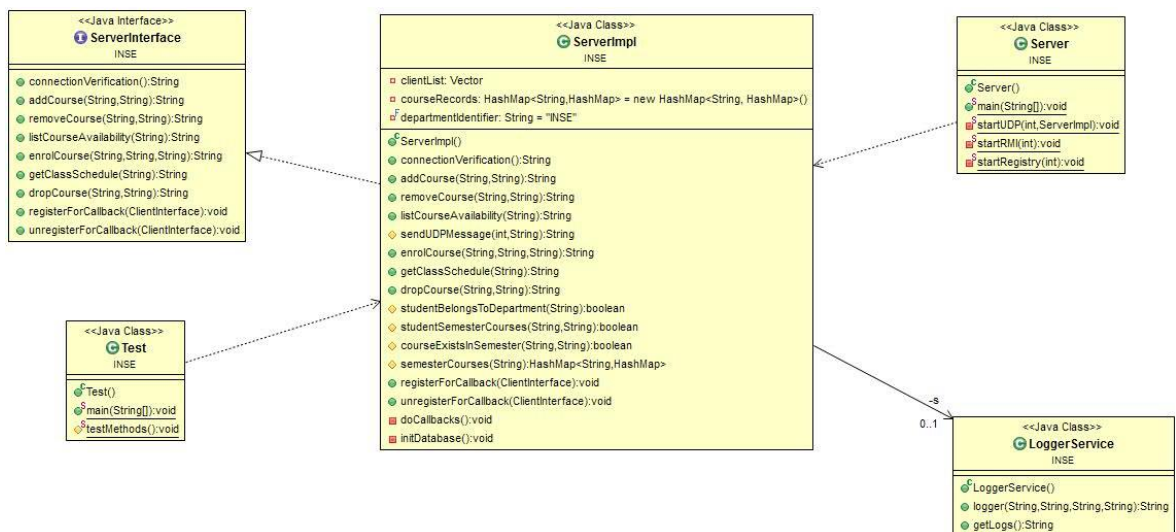 <<Java Interface>>
ServerInterface
INSE
connectionVerification():String
addCourse(String,String):String
removeCourse(String,String):String
listCourseAvailability(String):String
enrolCourse(String,String,String):String
getClassSchedule(String):String
dropCourse(String,String):String
registerForCallback(ClientInterface):void
unregisterForCallback(ClientInterface):void
<<Java Class>>
ServerImpl
INSE
clientList: Vector
courseRecords: HashMap<String,HashMap> = new HashMap<String, HashMap>()
departmentIdentifier: String = "INSE"
ServerImpl()
connectionVerification():String
addCourse(String,String):String
removeCourse(String,String):String
listCourseAvailability(String):String
sendUDPMessage(int,String):String
enrolCourse(String,String,String):String
getClassSchedule(String):String
dropCourse(String,String):String
studentBelongsToDepartment(String):boolean
studentSemesterCourses(String,String):boolean
courseExistsInSemester(String,String):boolean
semesterCourses(String):HashMap<String,HashMap>
registerForCallback(ClientInterface):void
unregisterForCallback(ClientInterface):void
doCallbacks():void
initDatabase():void
<<Java Class>>
Server
INSE
Server()
main(String[]):void
startUDP(int,ServerImpl):void
startRMI(int):void
startRegistry(int):void
<<Java Class>>
Test
INSE
Test()
main(String[]):void
testMethods():void
-s
0..1
<<Java Class>>
LoggerService
INSE
LoggerService()
logger(String,String,String,String):String
getLogs():String